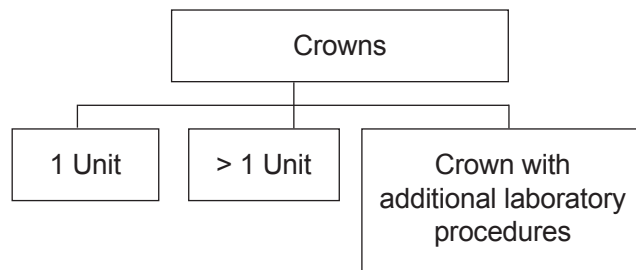 Crowns
1 Unit
> 1 Unit
Crown with
additional laboratory
procedures